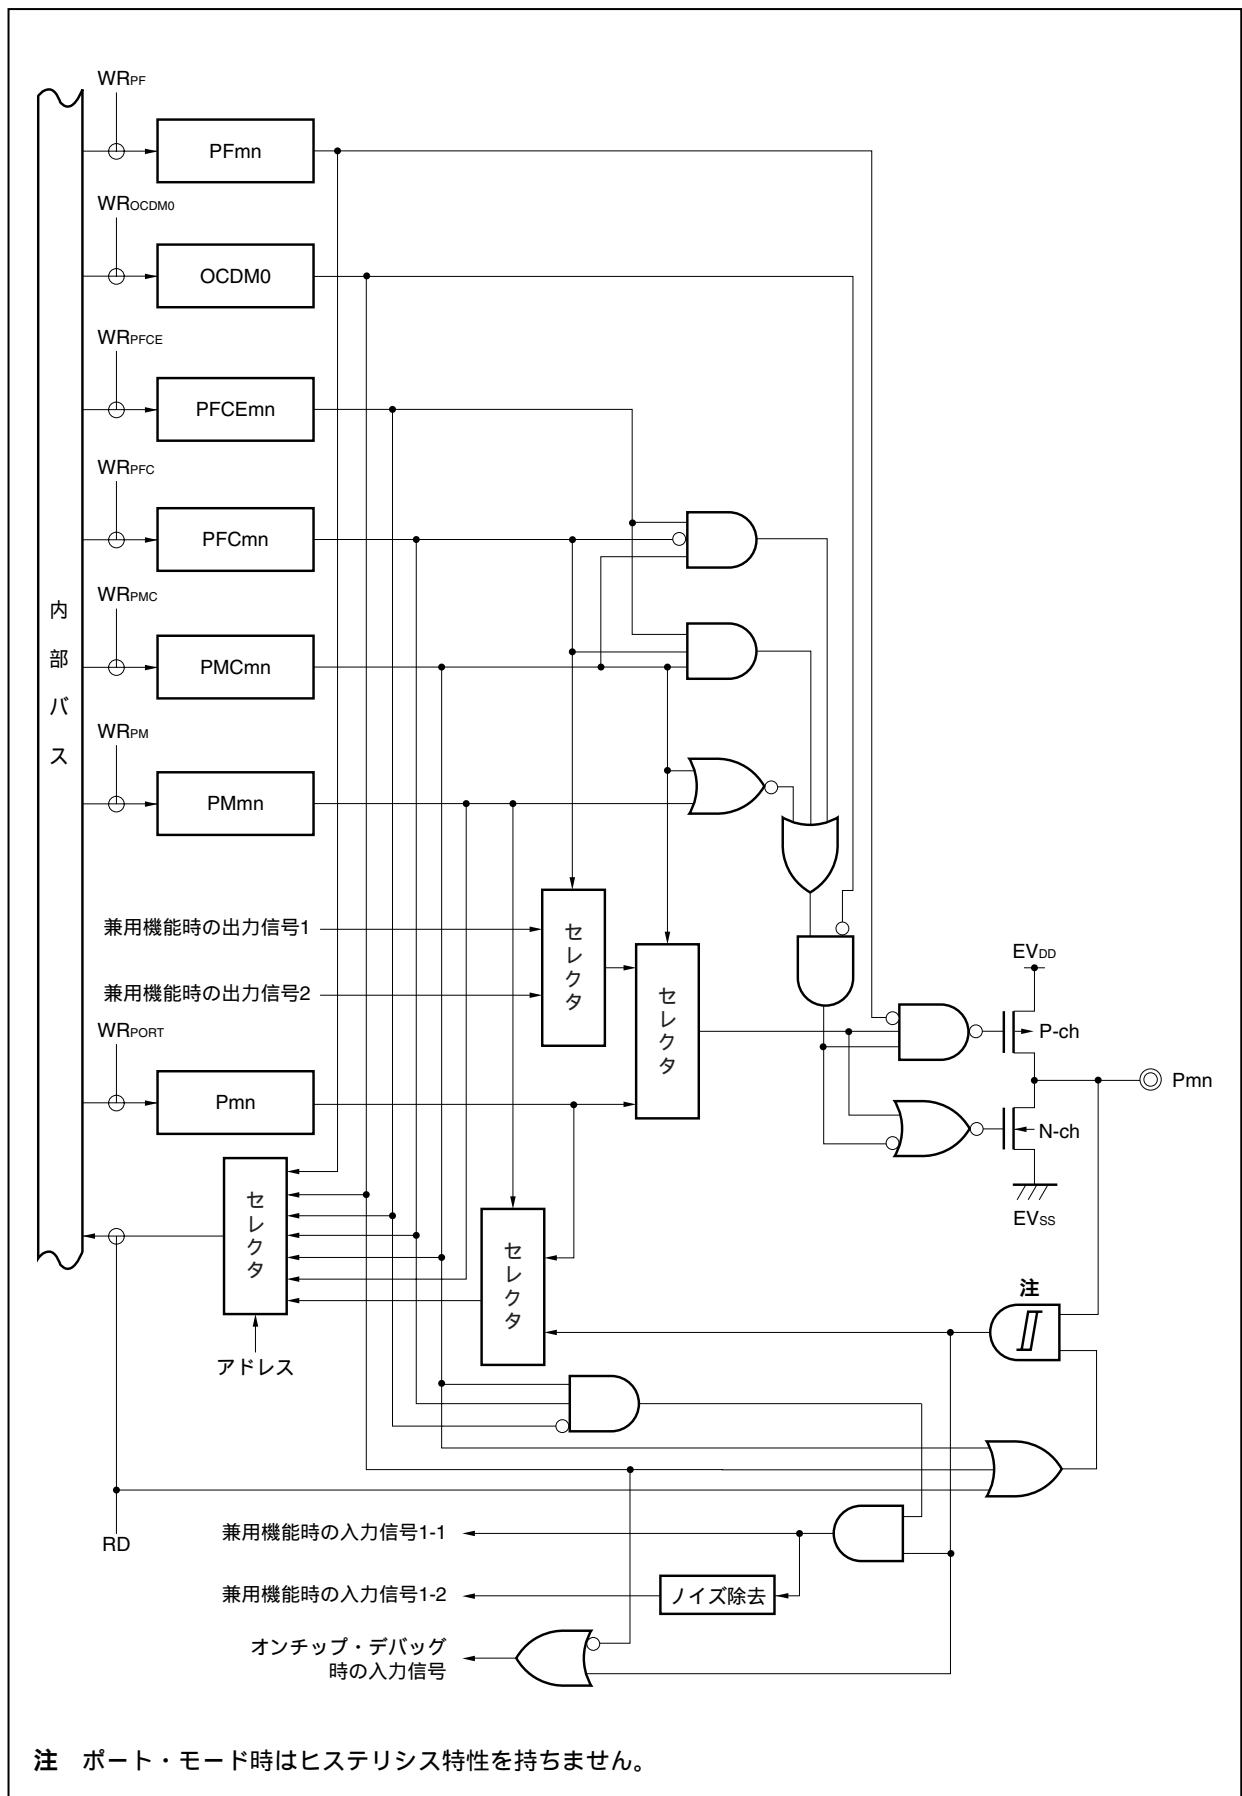 WRPF
PFmn
WROCDM0
OCDM0
WRPFCE
PFCEmn
WRPFC
PFCmn
内部バス
WRPMC
PMCmn
WRPM
PMmn
兼用機能時の出力信号1
セレクタ
兼用機能時の出力信号2
セレクタ
EVDD
P-ch
WRPORT
Pmn
Pmn
N-ch
EVSS
セレクタ
セレクタ
注
アドレス
RD
兼用機能時の入力信号1-1
兼用機能時の入力信号1-2
ノイズ除去
オンチップ・デバッグ
時の入力信号
注 ポート・モード時はヒステリシス特性を持ちません。